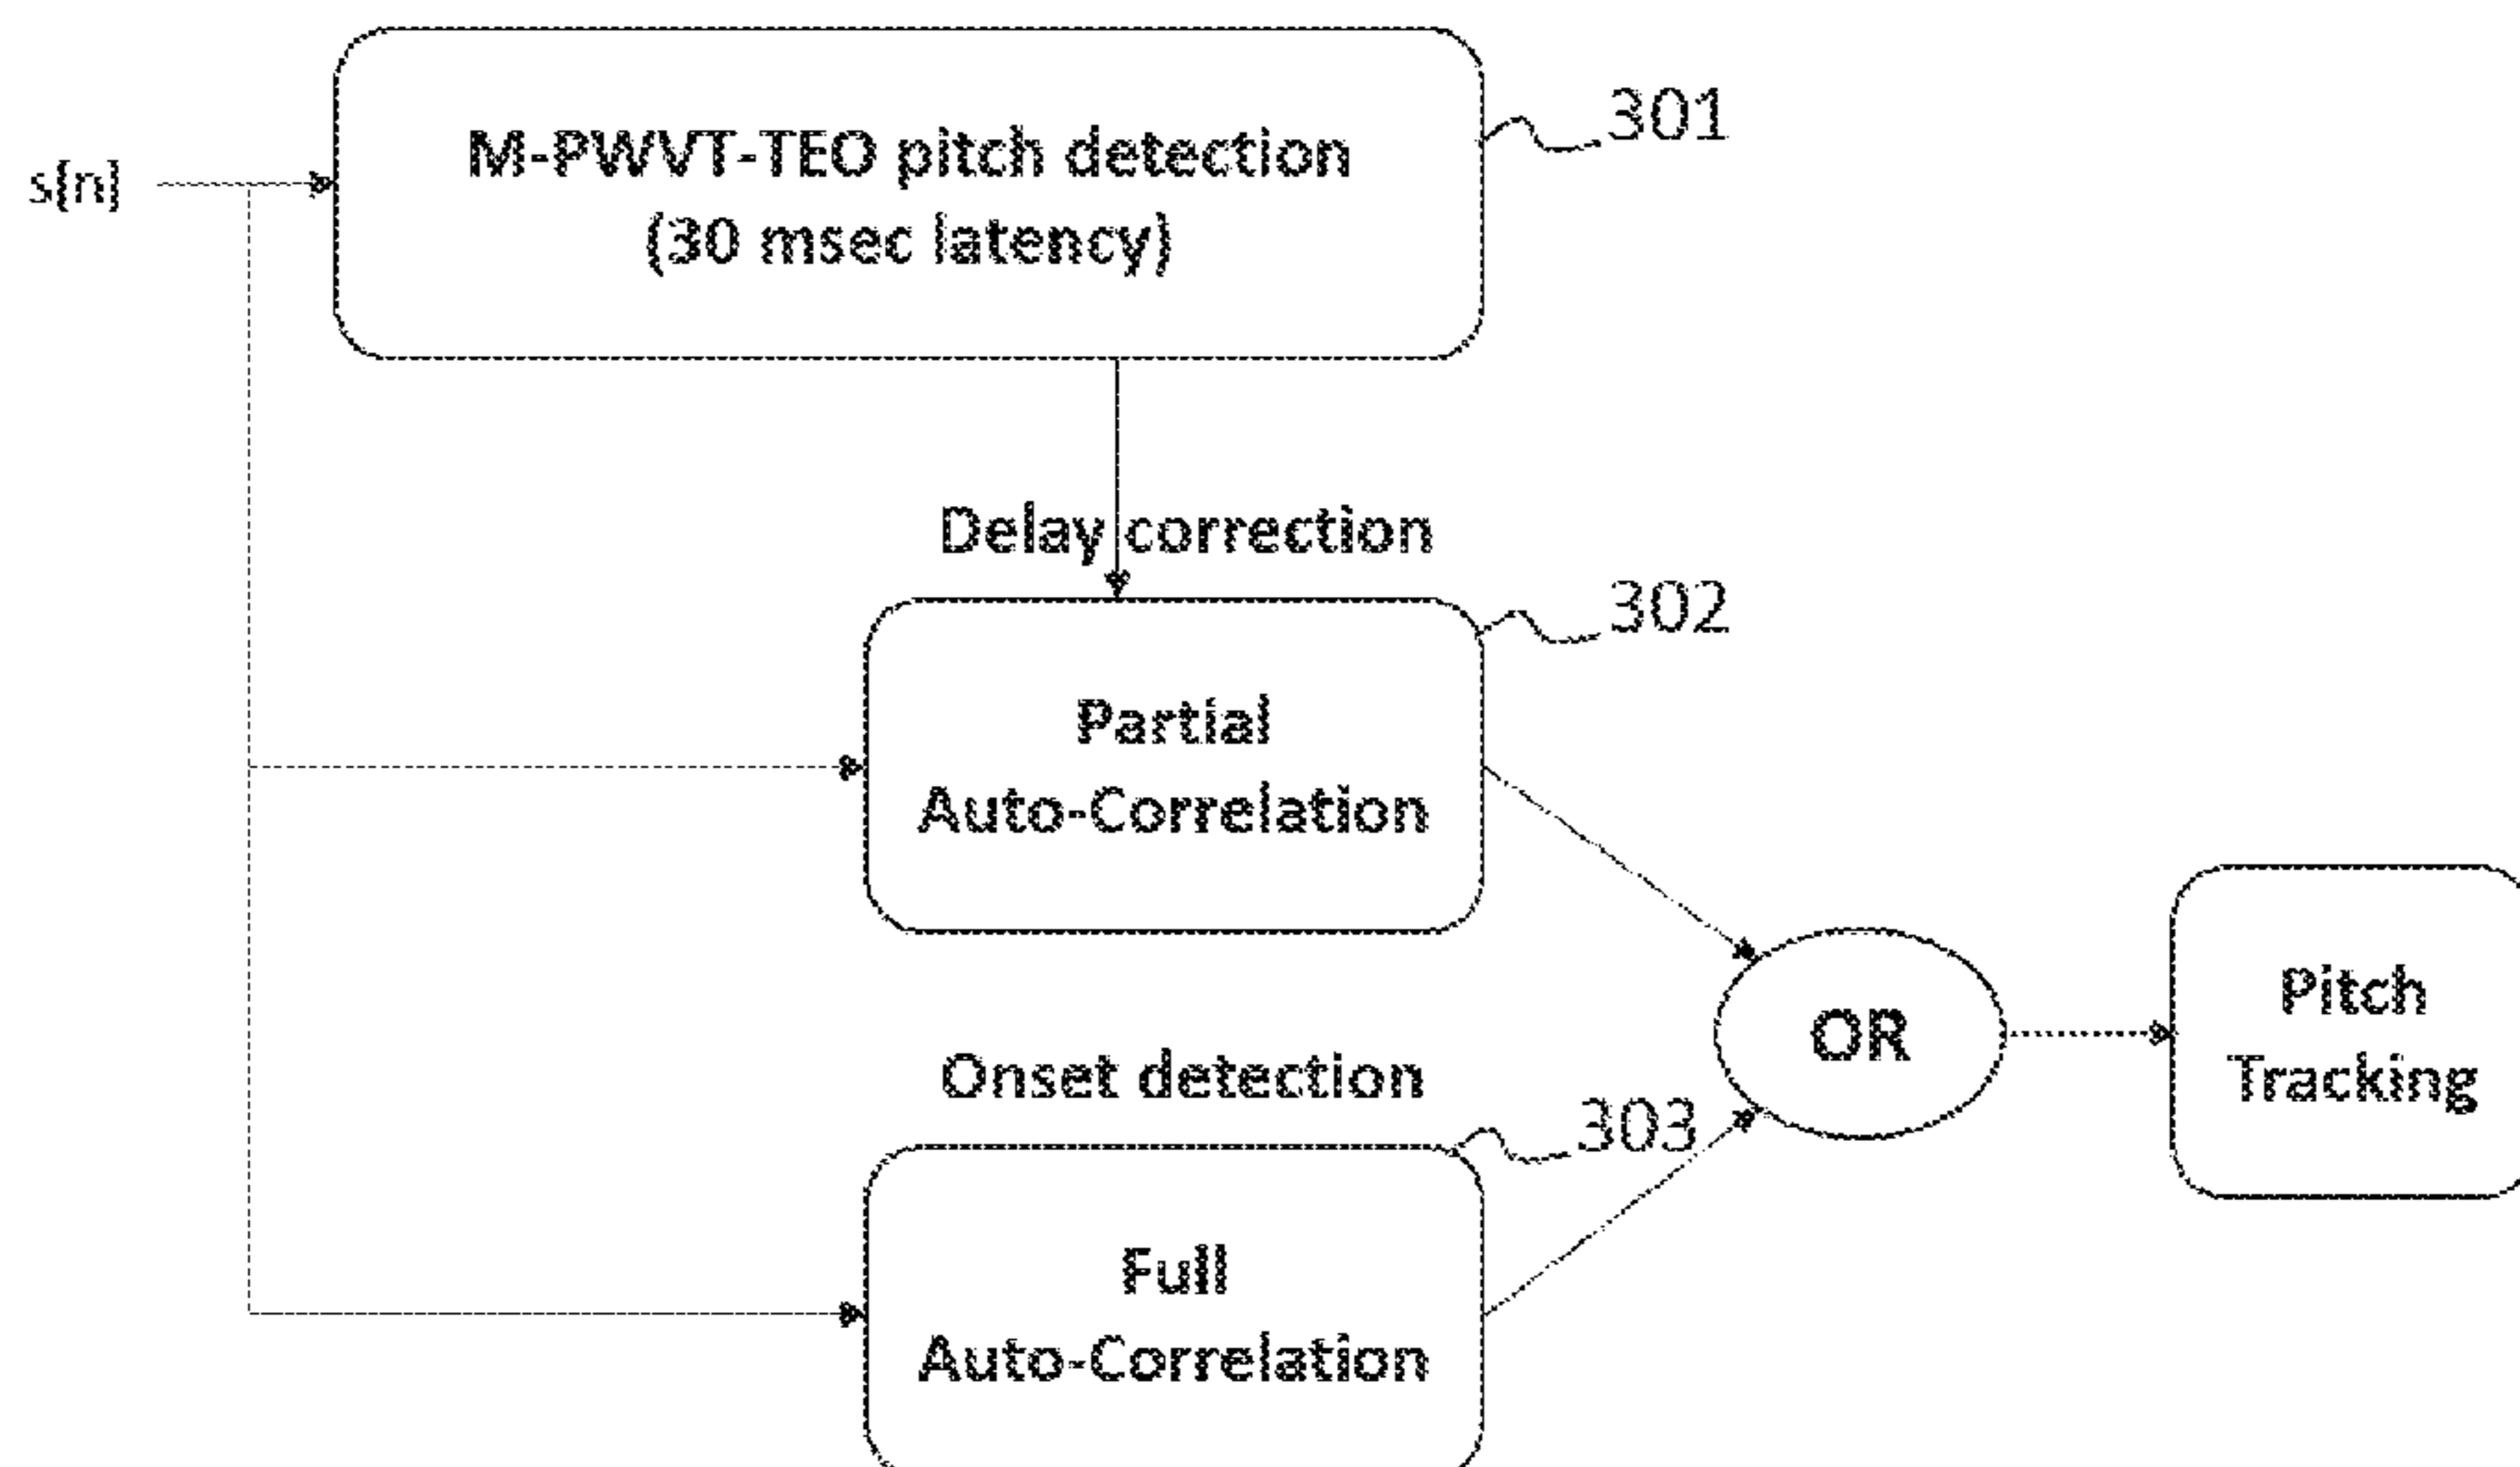 s[n]
M-PWVT-TEO pitch detection
(30 msec latency)
301
Delay correction
302
Partial
Auto-Correlation
OR
Pitch
Tracking
Onset detection
303
Full
Auto-Correlation